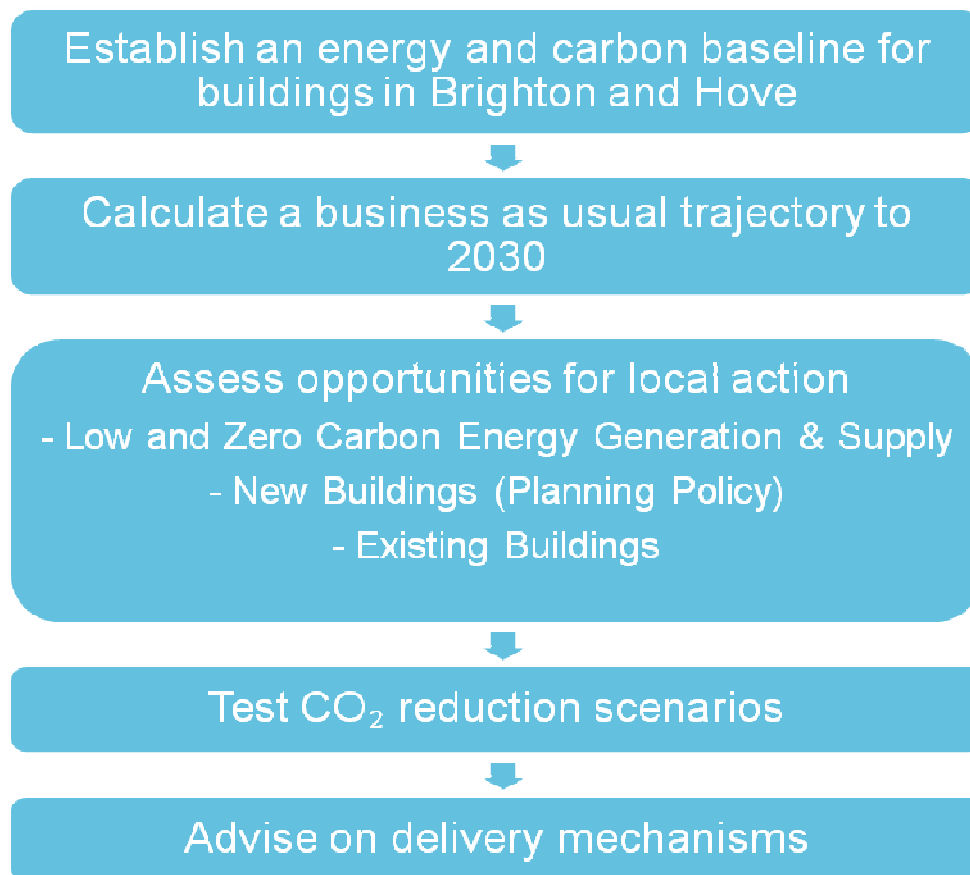 Establish an energy and carbon baseline for
buildings in Brighton and Hove
Calculate a business as usual trajectory to
2030
Assess opportunities for local action
- Low and Zero Carbon Energy Generation & Supply
- New Buildings (Planning Policy)
- Existing Buildings
Test CO₂ reduction scenarios
Advise on delivery mechanisms